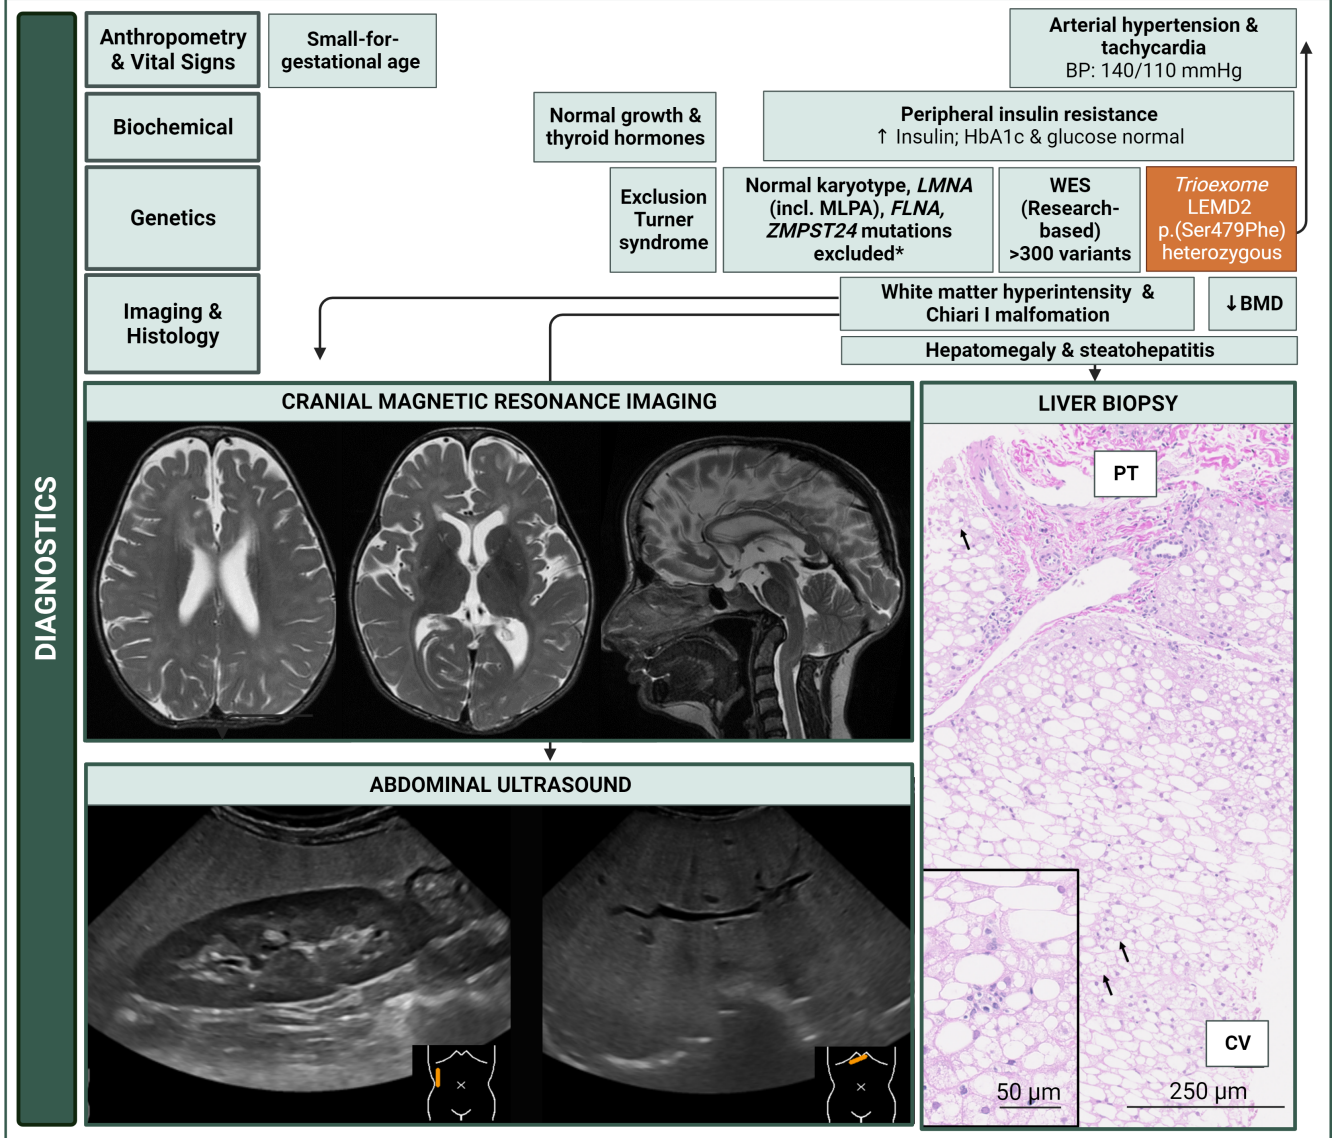 DIAGNOSTICS
Anthropometry
& Vital Signs
Small-for-
gestational age
Arterial hypertension &
tachycardia
BP: 140/110 mmHg
Biochemical
Normal growth &
thyroid hormones
Peripheral insulin resistance
↑ Insulin; HbA1c & glucose normal
Genetics
Exclusion
Turner
syndrome
Normal karyotype, LMNA
(incl. MLPA), FLNA,
ZMPST24 mutations
excluded*
WES
(Research-
based)
>300 variants
Trioexome
LEMD2
p.(Ser479Phe)
heterozygous
Imaging &
Histology
White matter hyperintensity &
Chiari I malfomation
↓BMD
Hepatomegaly & steatohepatitis
CRANIAL MAGNETIC RESONANCE IMAGING
LIVER BIOPSY
PT
ABDOMINAL ULTRASOUND
CV
50 µm
250 µm